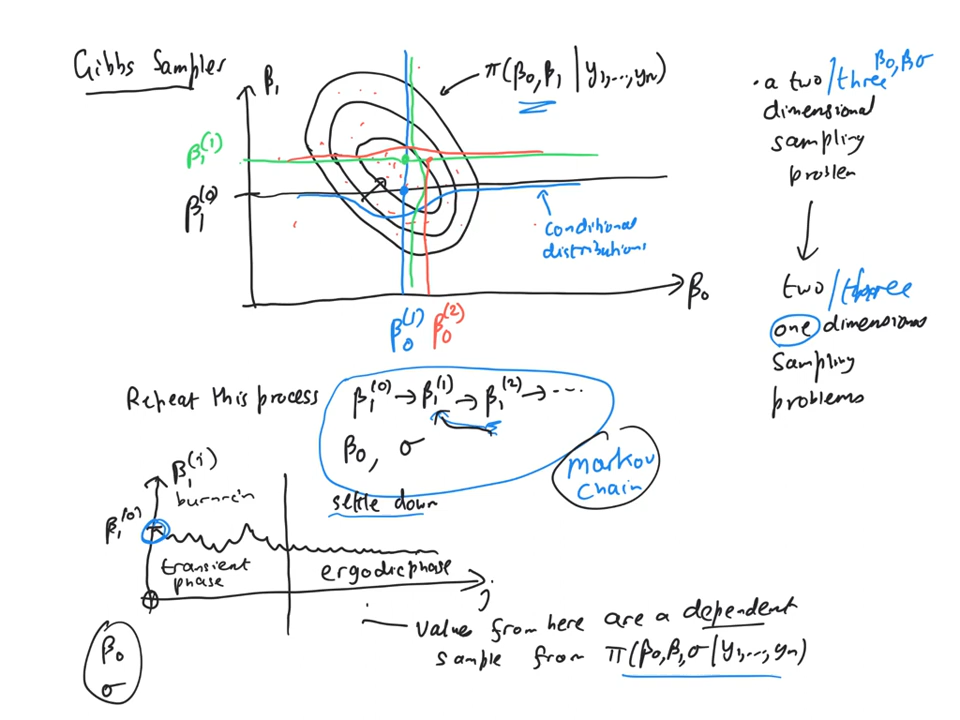 Gibbs Sampler
β₁
π(β₀,β₁ | y₁,...,yₙ)
β₁⁽¹⁾
β₁⁽⁰⁾
conditional
distributions
β₀
β₀⁽¹⁾ β₀⁽²⁾
β₀,β₁σ
· a two/three
dimensional
sampling
problem
two/three
one dimensions
sampling
problems
Repeat this process
β₁⁽⁰⁾ → β₁⁽¹⁾ → β₁⁽²⁾ → ....
β₀, σ
markov
chain
settle down
β₁⁽ʲ⁾
burn-in
β₁⁽⁰⁾
transient
phase
ergodic phase
j
β₀
σ
values from here are a dependent
sample from π(β₀,β₁,σ|y₁,...,yₙ)